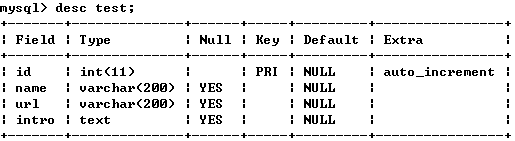 mysql> desc test;
+-------+--------------+------+-----+---------+----------------+
| Field | Type         | Null | Key | Default | Extra          |
+-------+--------------+------+-----+---------+----------------+
| id    | int(11)      |      | PRI | NULL    | auto_increment |
| name  | varchar(200) | YES  |     | NULL    |                |
| url   | varchar(200) | YES  |     | NULL    |                |
| intro | text         | YES  |     | NULL    |                |
+-------+--------------+------+-----+---------+----------------+